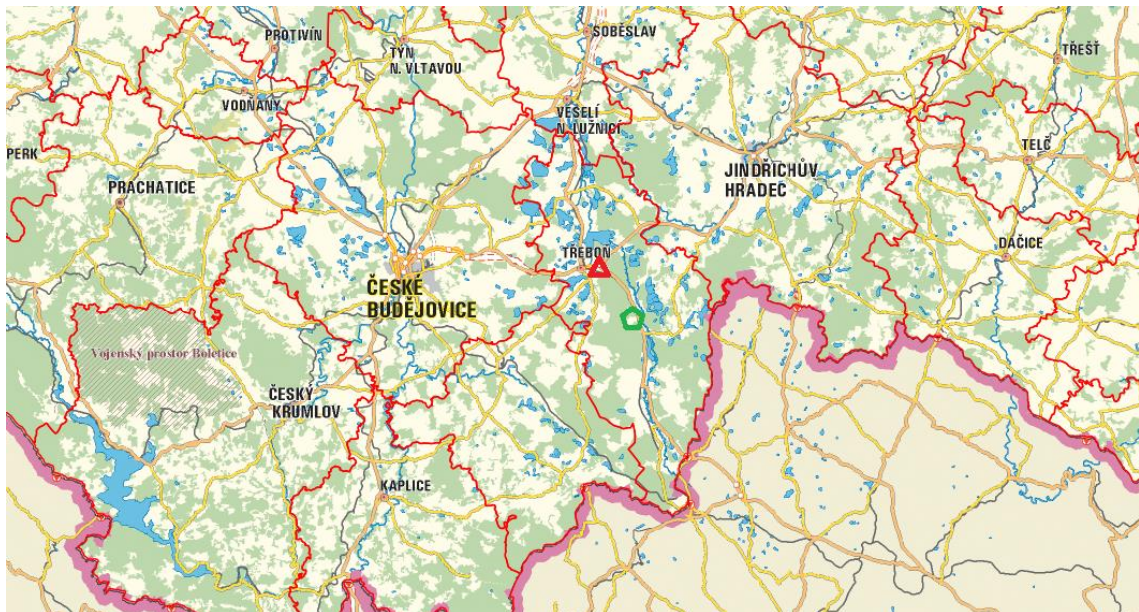 PROTIVÍN
TÝN
N. VLTAVOU
SOBĚSLAV
TŘEŠŤ
VODŇANY
VESELÍ
N. LUŽNICÍ
PERK
TELČ
JINDŘICHŮV
HRADEC
PRACHATICE
DAČICE
TŘEBOŇ
ČESKÉ
BUDĚJOVICE
Vojenský prostor Boletice
ČESKÝ
KRUMLOV
KAPLICE